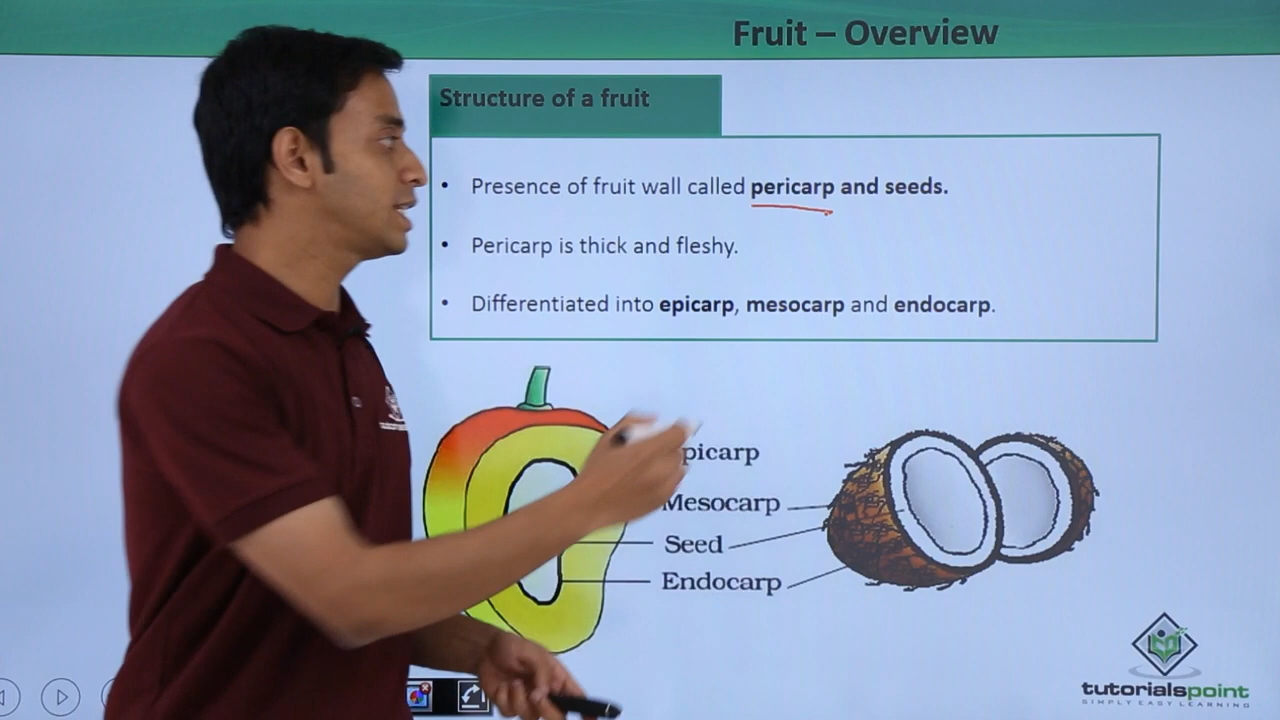 Fruit – Overview
Structure of a fruit
• Presence of fruit wall called pericarp and seeds.
• Pericarp is thick and fleshy.
• Differentiated into epicarp, mesocarp and endocarp.
picarp
Mesocarp
Seed
Endocarp
tutorialspoint
SIMPLY EASY LEARNING